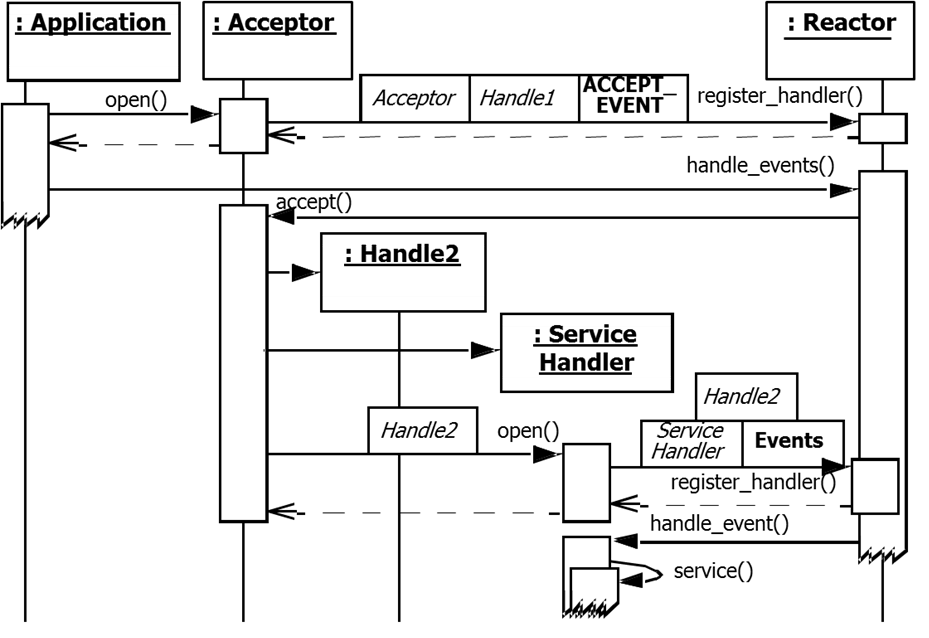 : Application
: Acceptor
: Reactor
open()
Acceptor
Handle1
ACCEPT_
EVENT
register_handler()
handle_events()
accept()
: Handle2
: Service
Handler
Handle2
Handle2
open()
Service
Handler
Events
register_handler()
handle_event()
service()